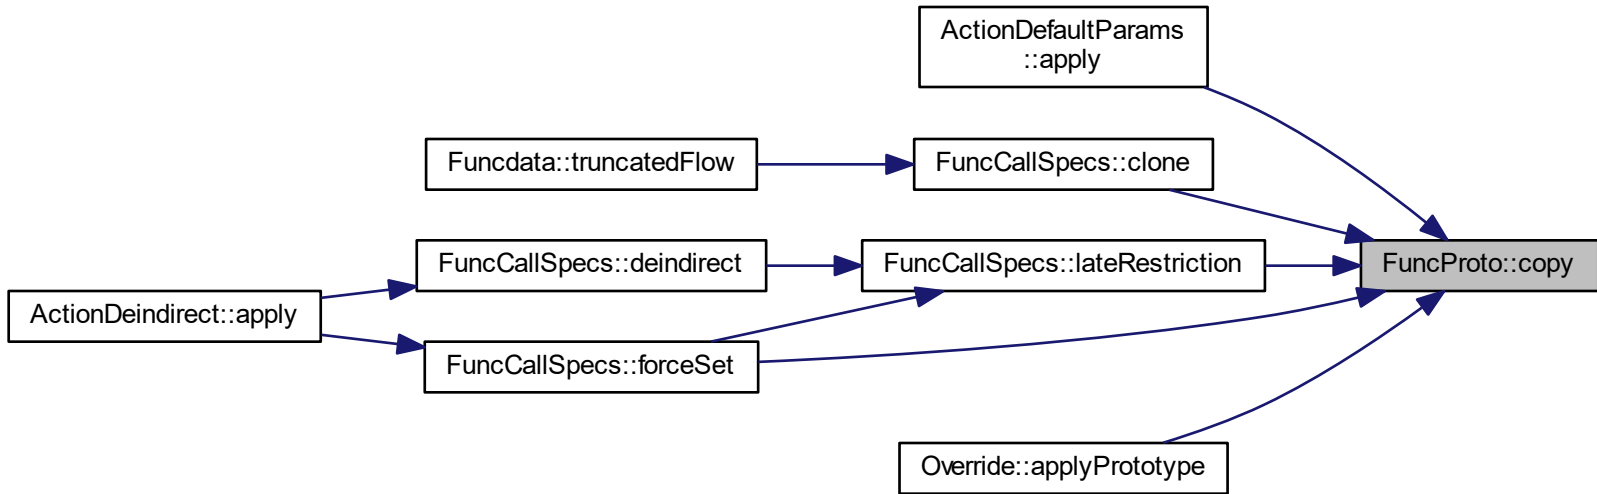 ActionDefaultParams
::apply
Funcdata::truncatedFlow
FuncCallSpecs::clone
FuncCallSpecs::deindirect
FuncCallSpecs::lateRestriction
FuncProto::copy
ActionDeindirect::apply
FuncCallSpecs::forceSet
Override::applyPrototype